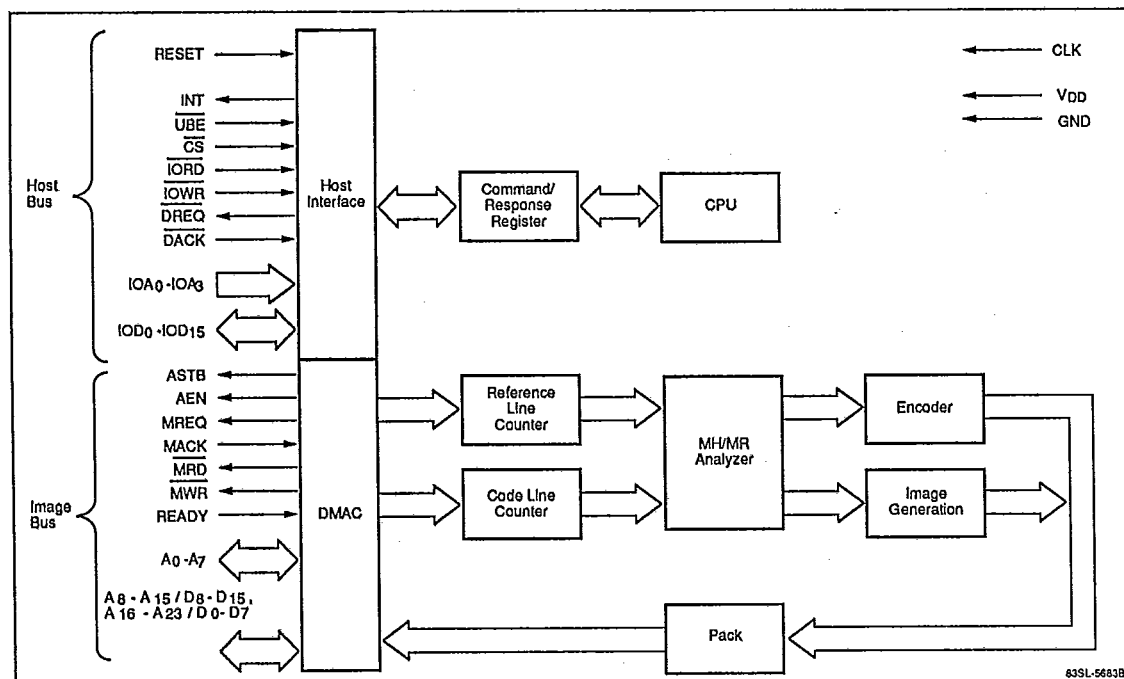 RESET
INT
UBE
CS
IORD
IOWR
DREQ
DACK
IOA0 - IOA3
IOD0 - IOD15
Host
Bus
Host
Interface
Command/
Response
Register
CPU
CLK
VDD
GND
ASTB
AEN
MREQ
MACK
MRD
MWR
READY
A0 - A7
A8 - A15 / D8 - D15,
A16 - A23 / D0 - D7
Image
Bus
DMAC
Reference
Line
Counter
Code Line
Counter
MH/MR
Analyzer
Encoder
Image
Generation
Pack
83SL-5683B